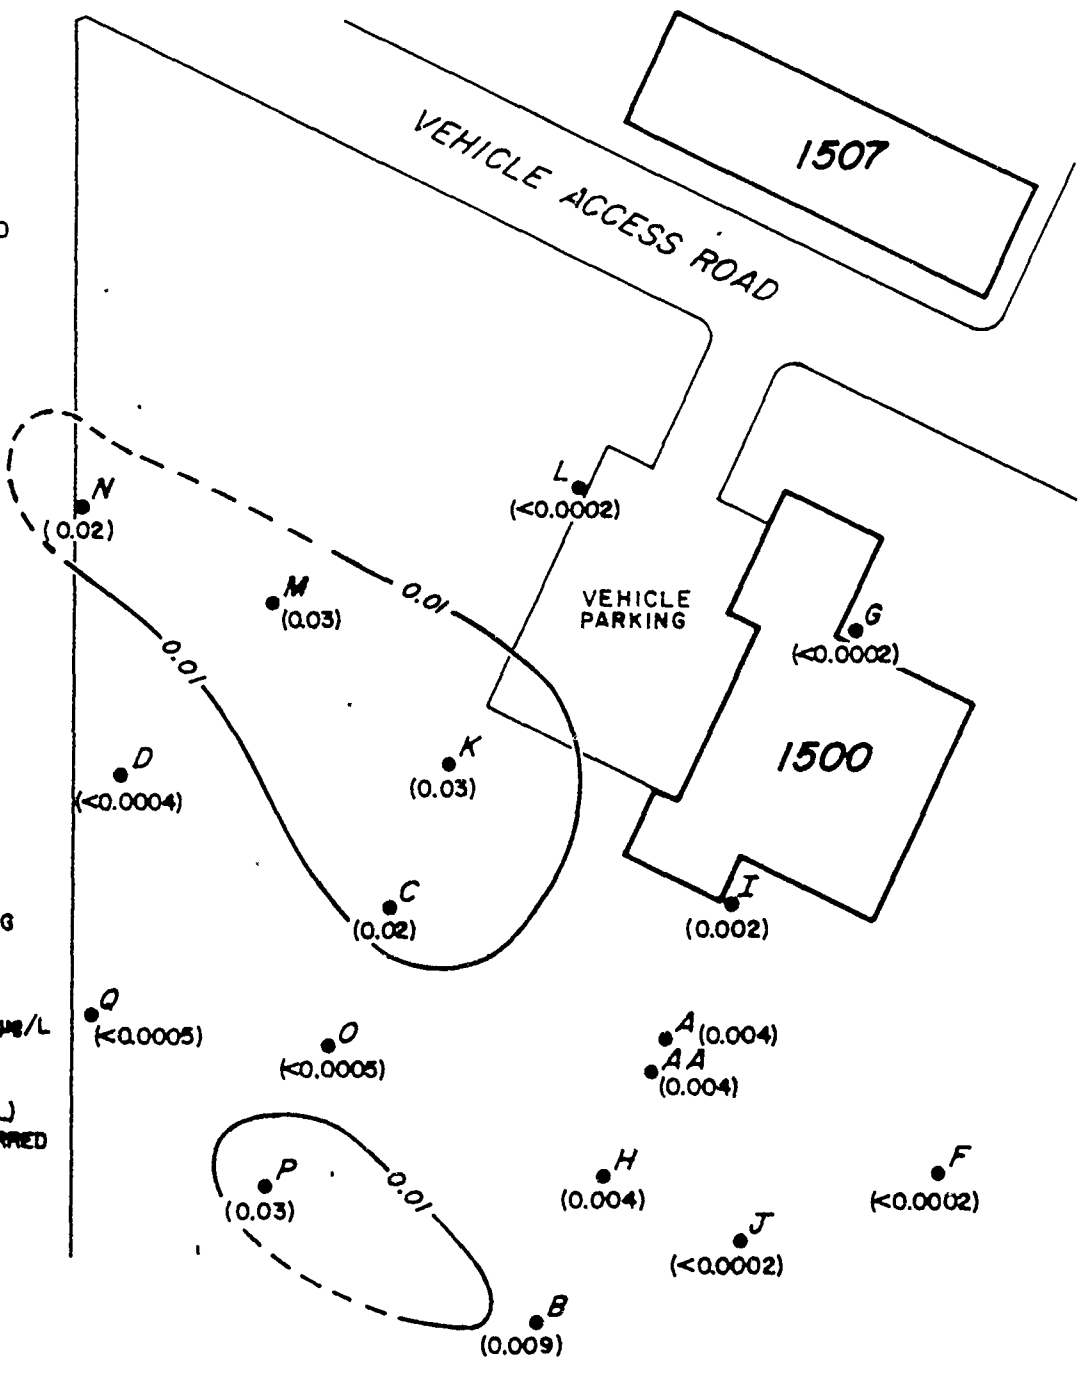 1507
VEHICLE ACCESS ROAD
N
(0.02)
L
(<0.0002)
M
(0.03)
0.01
VEHICLE
PARKING
G
(<0.0002)
0.01
D
(<0.0004)
K
(0.03)
1500
C
(0.02)
I
(0.002)
G
Q
(<0.0005)
µg/L
O
(<0.0005)
A (0.004)
AA
(0.004)
L)
RRED
P
(0.03)
0.01
H
(0.004)
F
(<0.0002)
J
(<0.0002)
B
(0.009)